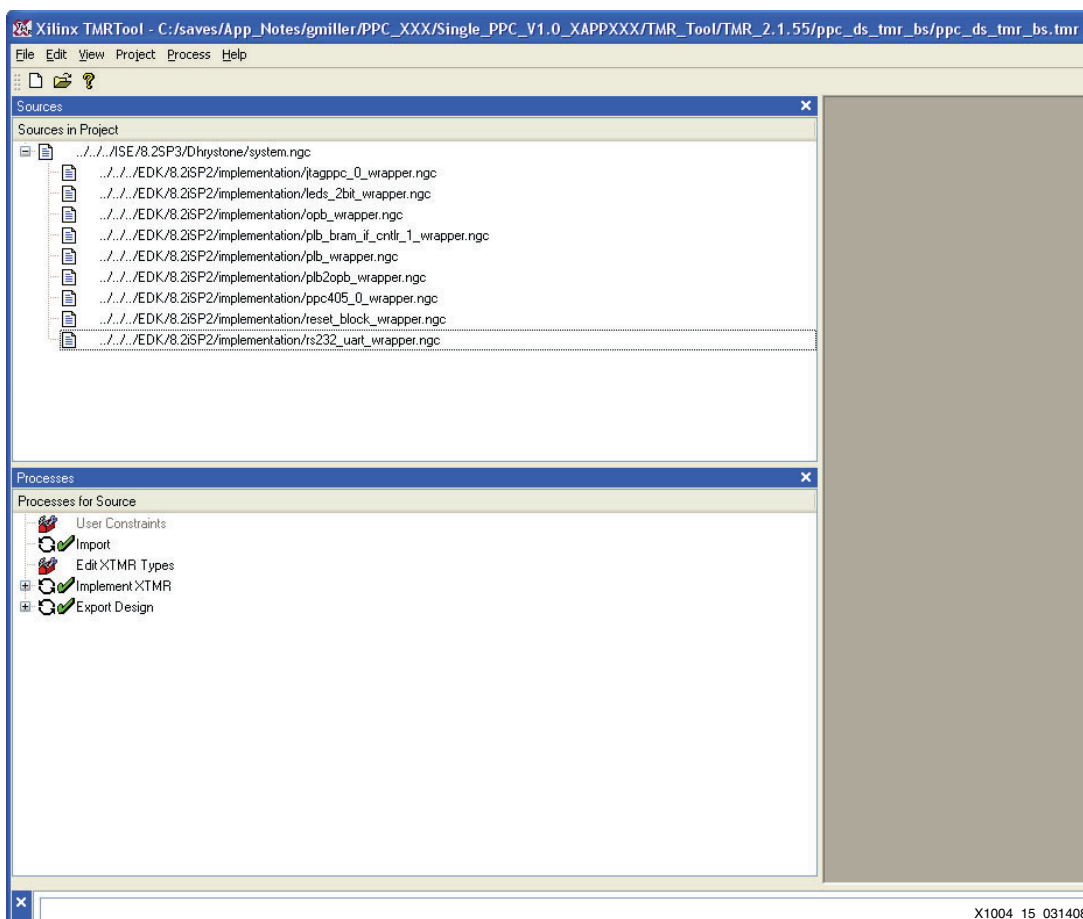 Xilinx TMRTool - C:/saves/App_Notes/gmiller/PPC_XXX/Single_PPC_V1.0_XAPPXXX/TMR_Tool/TMR_2.1.55/ppc_ds_tmr_bs/ppc_ds_tmr_bs.tmr
File Edit View Project Process Help
Sources
Sources in Project
../../../ISE/8.2SP3/Dhrystone/system.ngc
../../../EDK/8.2iSP2/implementation/jtagppc_0_wrapper.ngc
../../../EDK/8.2iSP2/implementation/leds_2bit_wrapper.ngc
../../../EDK/8.2iSP2/implementation/opb_wrapper.ngc
../../../EDK/8.2iSP2/implementation/plb_bram_if_cntlr_1_wrapper.ngc
../../../EDK/8.2iSP2/implementation/plb_wrapper.ngc
../../../EDK/8.2iSP2/implementation/plb2opb_wrapper.ngc
../../../EDK/8.2iSP2/implementation/ppc405_0_wrapper.ngc
../../../EDK/8.2iSP2/implementation/reset_block_wrapper.ngc
../../../EDK/8.2iSP2/implementation/rs232_uart_wrapper.ngc
Processes
Processes for Source
User Constraints
Import
Edit XTMR Types
Implement XTMR
Export Design
X1004_15_031408